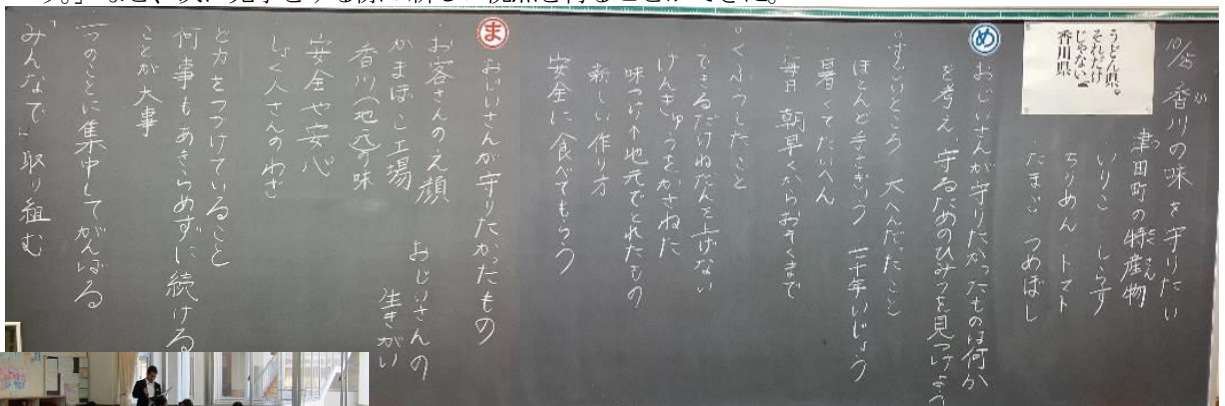 10/25 香川の味を守りたい
津田町の特産物
いりこ しらす
ちりめん トマト
たまご つめぼし
うどん県。
それだけ
じゃない
香川県
め おじいさんが守りたかったものは何か
を考え、守るためのひみつを見つけよう
すごいところ 大へんだったこと
ほとんど手さぎょう 三十年いじょう
暑くてたいへん
毎日 朝早くからおそくまで
くふうしたこと
できるだけねだんを上げない
けんきゅうをかさねた
味つけ↑地元でとれたもの
新しい作り方
安全に食べてもらう
ま おじいさんが守りたかったもの
お客さんのえ顔 おじいさんの
かまぼこ工場 生きがい
香川(地元)の味
安全や安心
しょく人さんのわざ
ど力をつづけていること
何事もあきらめずに続ける
ことが大事
一つのことに集中してがんばる
「みんなで」取り組む